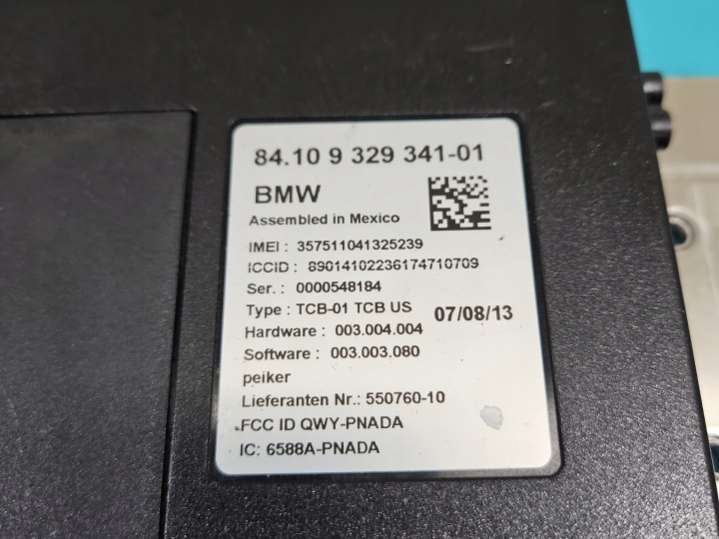 84.10 9 329 341-01
BMW
Assembled in Mexico
IMEI : 357511041325239
ICCID : 89014102236174710709
Ser. : 0000548184
Type : TCB-01 TCB US 07/08/13
Hardware : 003.004.004
Software : 003.003.080
peiker
Lieferanten Nr.: 550760-10
FCC ID QWY-PNADA
IC: 6588A-PNADA